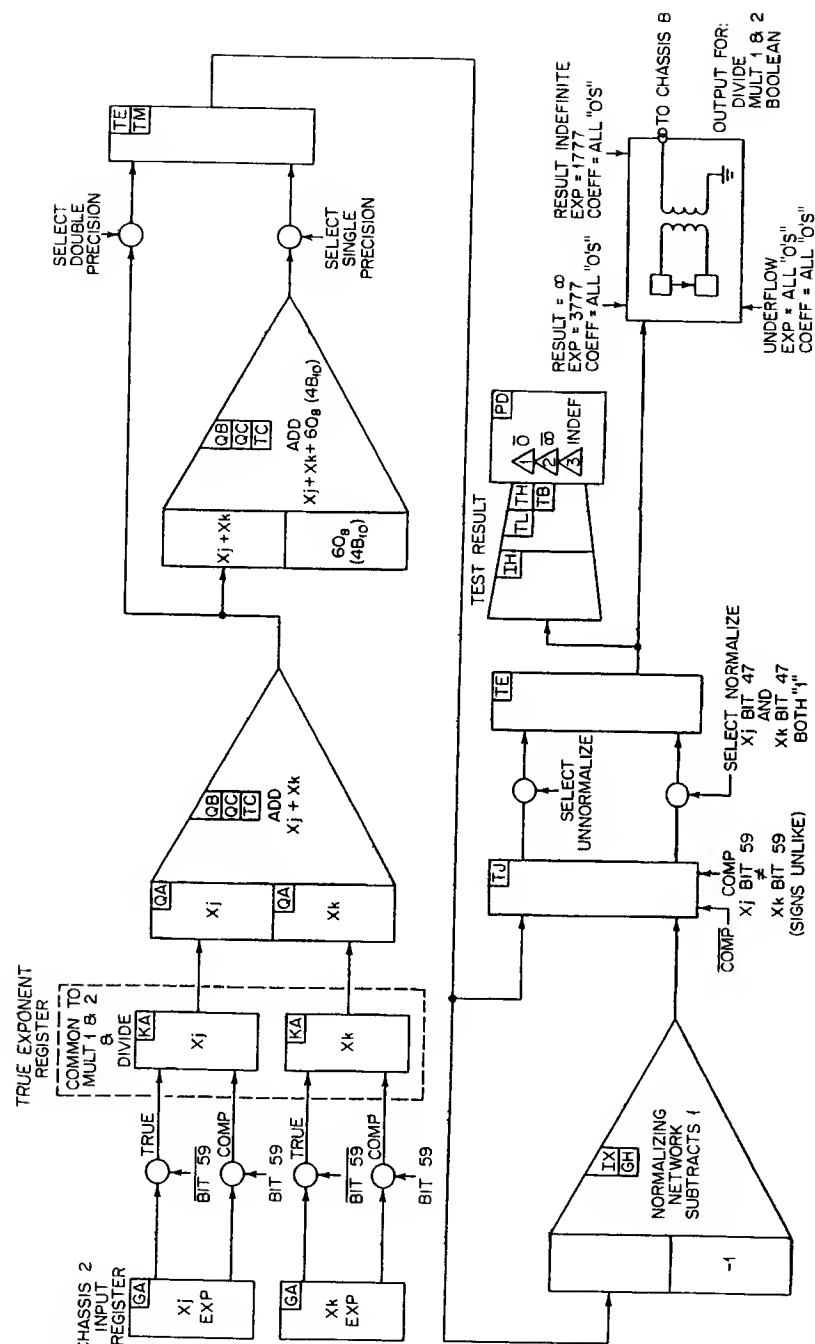 CHASSIS 2
INPUT
REGISTER
GA
Xj
EXP
GA
Xk
EXP
TRUE
BIT 59
COMP
BIT 59
TRUE
BIT 59
COMP
BIT 59
TRUE EXPONENT
REGISTER
COMMON TO
MULT 1 & 2
&
DIVIDE
KA
Xj
KA
Xk
QA
Xj
QA
Xk
QB
QC
TC
ADD
Xj + Xk
Xj + Xk
60₈
(48₁₀)
QB
QC
TC
ADD
Xj + Xk + 60₈ (48₁₀)
SELECT
DOUBLE
PRECISION
SELECT
SINGLE
PRECISION
TE
TM
-1
IX
GH
NORMALIZING
NETWORK
SUBTRACTS 1
TJ
COMP
COMP
Xj BIT 59
≠
Xk BIT 59
(SIGNS UNLIKE)
SELECT
UNNORMALIZE
SELECT NORMALIZE
Xj BIT 47
AND
Xk BIT 47
BOTH "1"
TE
TEST RESULT
IH
TL
TH
TB
PD
1
O
2
∞
3
INDEF
RESULT = ∞
EXP = 3777
COEFF = ALL "O'S"
RESULT INDEFINITE
EXP = 1777
COEFF = ALL "O'S"
UNDERFLOW
EXP = ALL "O'S"
COEFF = ALL "O'S"
TO CHASSIS 8
OUTPUT FOR:
DIVIDE
MULT 1 & 2
BOOLEAN